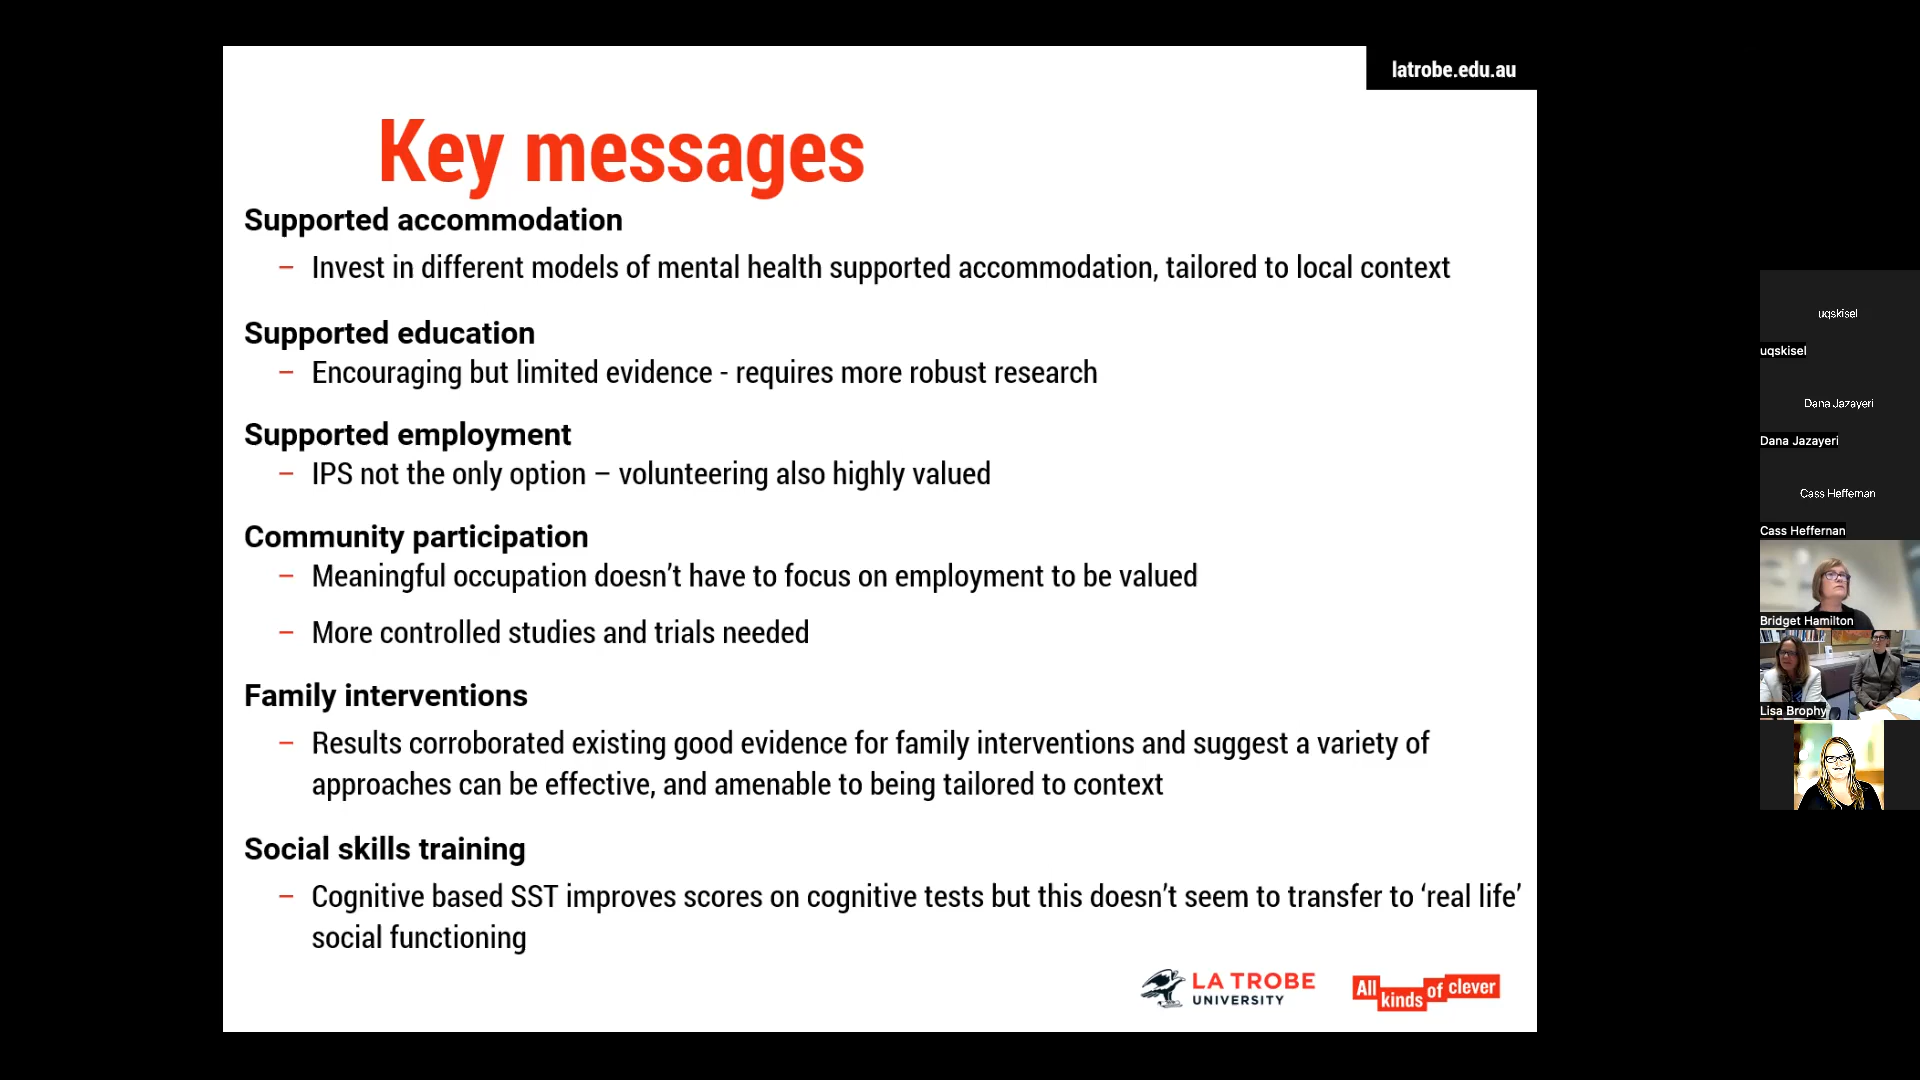 latrobe.edu.au
Key messages
Supported accommodation
– Invest in different models of mental health supported accommodation, tailored to local context
Supported education
– Encouraging but limited evidence - requires more robust research
Supported employment
– IPS not the only option – volunteering also highly valued
Community participation
– Meaningful occupation doesn’t have to focus on employment to be valued
– More controlled studies and trials needed
Family interventions
– Results corroborated existing good evidence for family interventions and suggest a variety of
approaches can be effective, and amenable to being tailored to context
Social skills training
– Cognitive based SST improves scores on cognitive tests but this doesn’t seem to transfer to ‘real life’
social functioning
LA TROBE
UNIVERSITY
All kinds of clever
uqskisel
uqskisel
Dana Jazayeri
Dana Jazayeri
Cass Heffernan
Cass Heffernan
Bridget Hamilton
Lisa Brophy